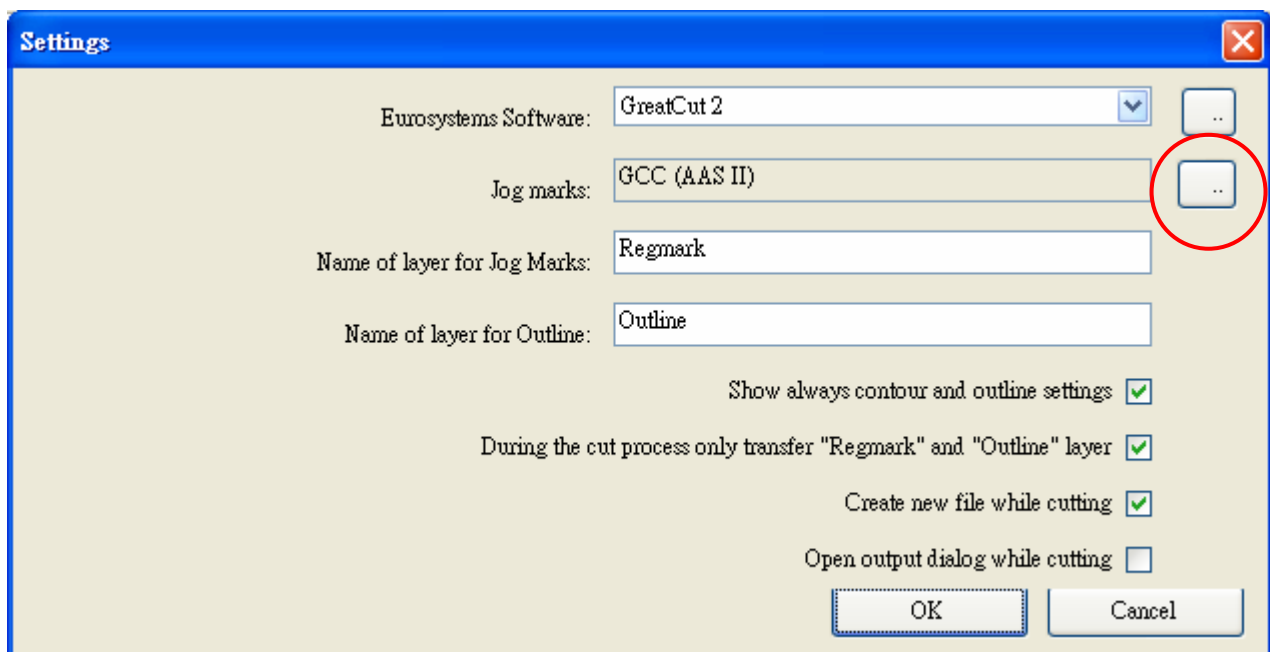 Settings
Eurosystems Software: GreatCut 2 ..
Jog marks: GCC (AAS II) ..
Name of layer for Jog Marks: Regmark
Name of layer for Outline: Outline
Show always contour and outline settings
During the cut process only transfer "Regmark" and "Outline" layer
Create new file while cutting
Open output dialog while cutting
OK Cancel